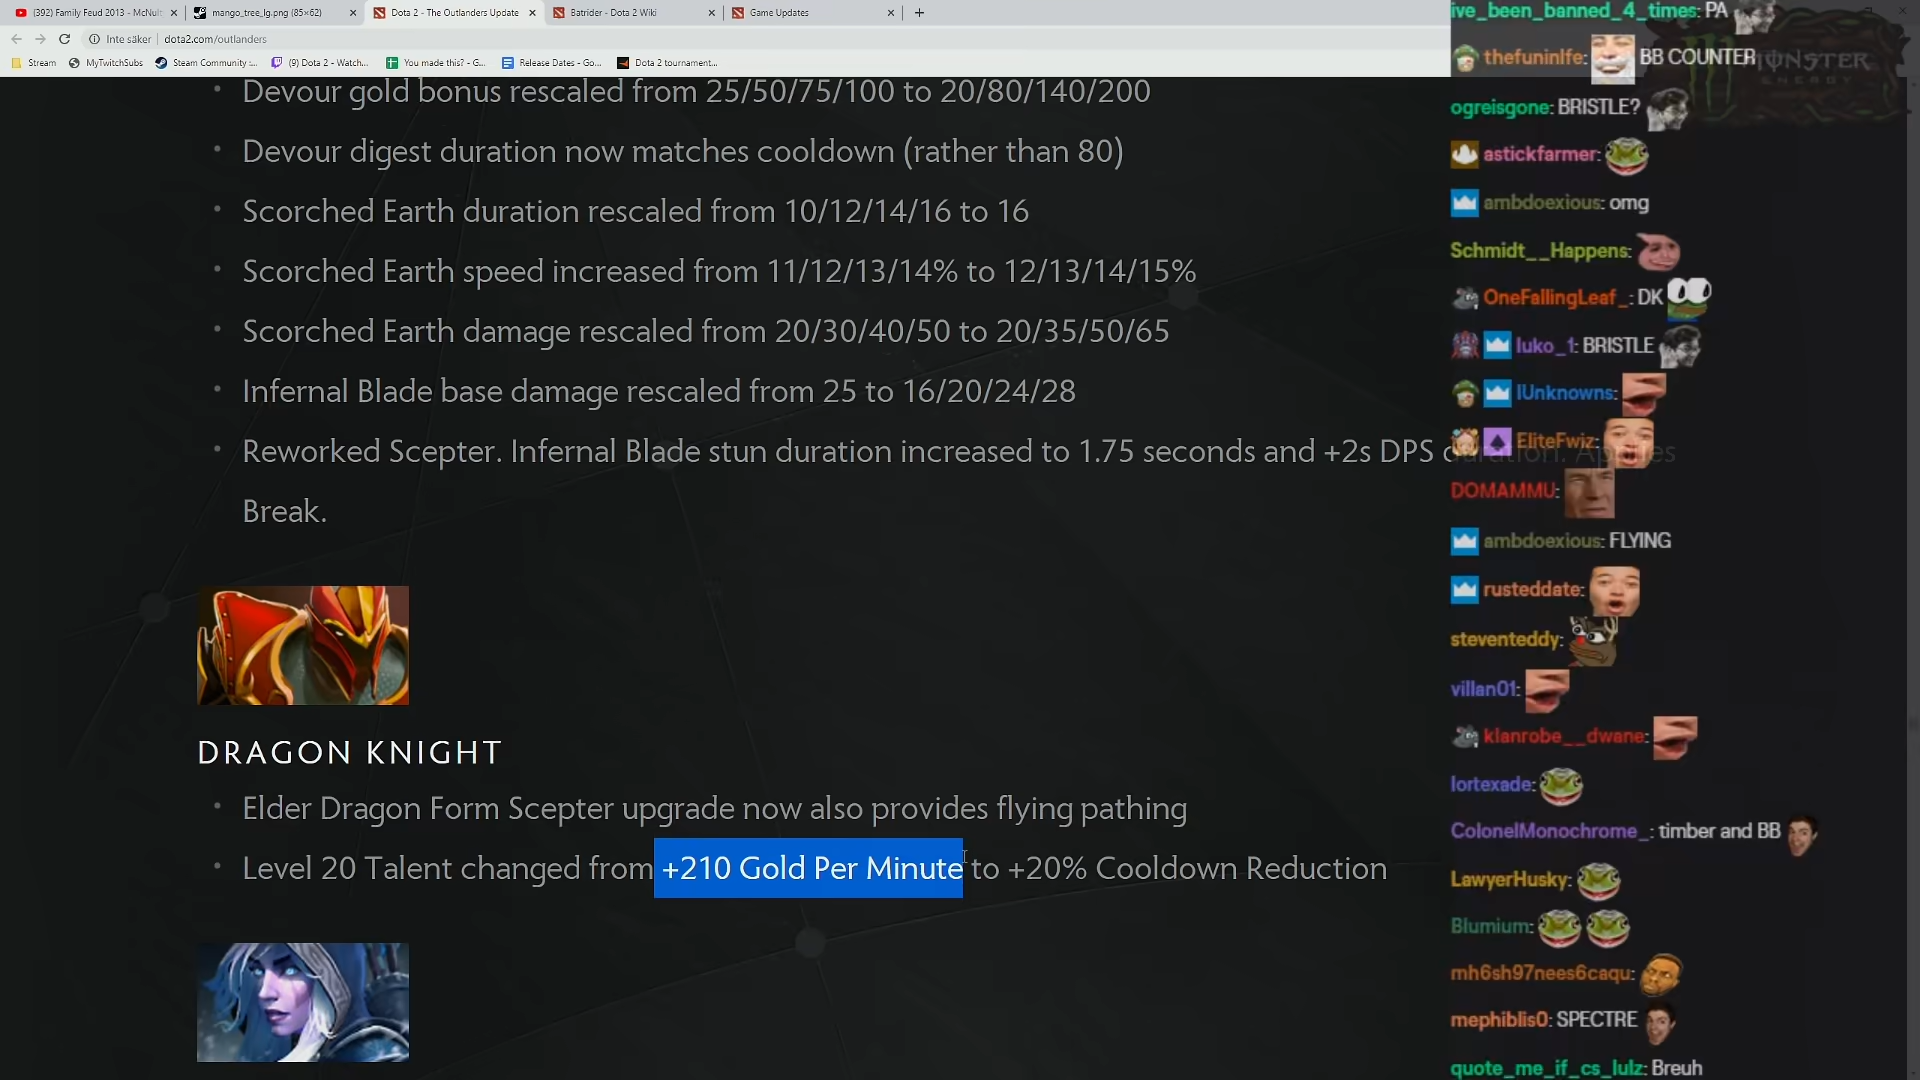 (392) Family Feud 2013 - McNult
mango_tree_lg.png (85×62)
Dota 2 - The Outlanders Update
Batrider - Dota 2 Wiki
Game Updates
Inte säker | dota2.com/outlanders
Stream
MyTwitchSubs
Steam Community :...
(9) Dota 2 - Watch...
You made this? - G...
Release Dates - Go...
Dota 2 tournament...
Devour gold bonus rescaled from 25/50/75/100 to 20/80/140/200
Devour digest duration now matches cooldown (rather than 80)
Scorched Earth duration rescaled from 10/12/14/16 to 16
Scorched Earth speed increased from 11/12/13/14% to 12/13/14/15%
Scorched Earth damage rescaled from 20/30/40/50 to 20/35/50/65
Infernal Blade base damage rescaled from 25 to 16/20/24/28
Reworked Scepter. Infernal Blade stun duration increased to 1.75 seconds and +2s DPS duration. Applies
Break.
DRAGON KNIGHT
Elder Dragon Form Scepter upgrade now also provides flying pathing
Level 20 Talent changed from +210 Gold Per Minute to +20% Cooldown Reduction
ive_been_banned_4_times: PA
thefuninlfe: BB COUNTER
MONSTER
ENERGY
ogreisgone: BRISTLE?
astickfarmer:
ambdoexious: omg
Schmidt__Happens:
OneFallingLeaf_: DK
luko_1: BRISTLE
IUnknowns:
EliteFwiz:
DOMAMMU:
ambdoexious: FLYING
rusteddate:
steventeddy:
villan01:
klanrobe__dwane:
lortexade:
ColonelMonochrome_: timber and BB
LawyerHusky:
Blumium:
mh6sh97nees6caqu:
mephiblis0: SPECTRE
quote_me_if_cs_lulz: Breuh